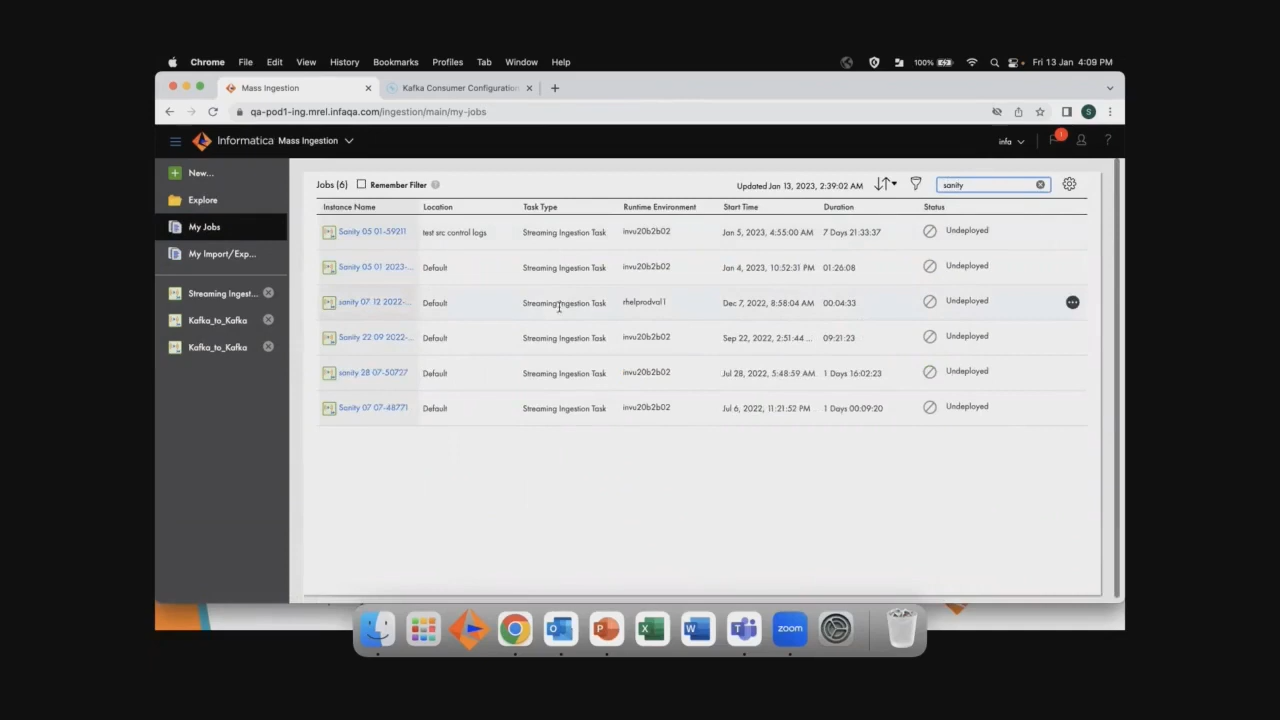 Chrome File Edit View History Bookmarks Profiles Tab Window Help 100% Fri 13 Jan 4:09 PM
Mass Ingestion Kafka Consumer Configuration
qa-pod1-ing.mrel.infaqa.com/ingestion/main/my-jobs S
Informatica Mass Ingestion infa 1 ?
New...
Explore
My Jobs
My Import/Exp...
Streaming Ingest...
Kafka_to_Kafka
Kafka_to_Kafka
Jobs (6) Remember Filter ? Updated Jan 13, 2023, 2:39:02 AM sanity
Instance Name Location Task Type Runtime Environment Start Time Duration Status
Sanity 05 01-59211 test src control logs Streaming Ingestion Task invu20b2b02 Jan 5, 2023, 4:55:00 AM 7 Days 21:33:37 Undeployed
Sanity 05 01 2023-... Default Streaming Ingestion Task invu20b2b02 Jan 4, 2023, 10:52:31 PM 01:26:08 Undeployed
sanity 07 12 2022-... Default Streaming Ingestion Task rhelprodval1 Dec 7, 2022, 8:58:04 AM 00:04:33 Undeployed
Sanity 22 09 2022-... Default Streaming Ingestion Task invu20b2b02 Sep 22, 2022, 2:51:44 ... 09:21:23 Undeployed
sanity 28 07-50727 Default Streaming Ingestion Task invu20b2b02 Jul 28, 2022, 5:48:59 AM 1 Days 16:02:23 Undeployed
Sanity 07 07-48771 Default Streaming Ingestion Task invu20b2b02 Jul 6, 2022, 11:21:52 PM 1 Days 00:09:20 Undeployed
O P X W T zoom